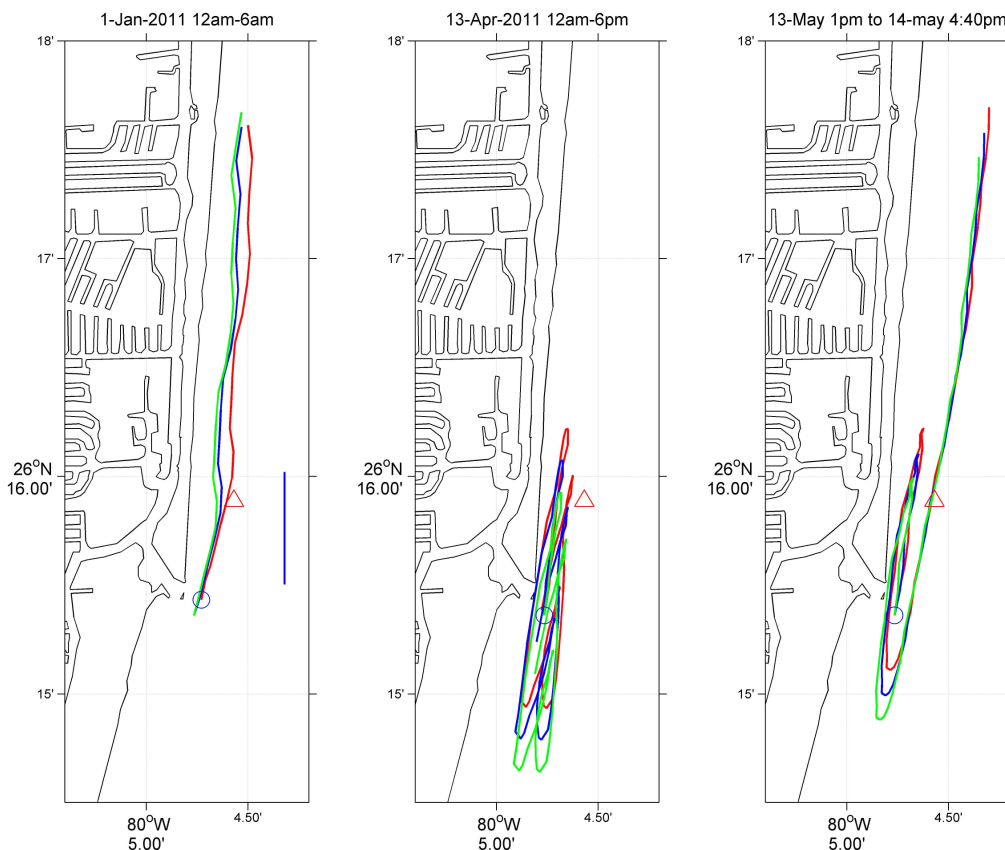 1-Jan-2011 12am-6am
13-Apr-2011 12am-6pm
13-May 1pm to 14-may 4:40pm
18'
18'
18'
17'
17'
17'
26°N
16.00'
26°N
16.00'
26°N
16.00'
15'
15'
15'
80°W
5.00'
4.50'
80°W
5.00'
4.50'
80°W
5.00'
4.50'